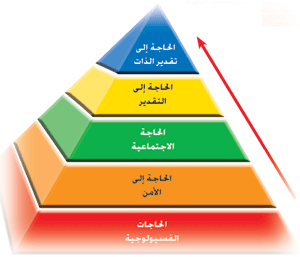 الحاجة إلى
تقدير الذات
الحاجة إلى
التقدير
الحاجة
الاجتماعية
الحاجة إلى
الأمن
الحاجات
الفسيولوجية